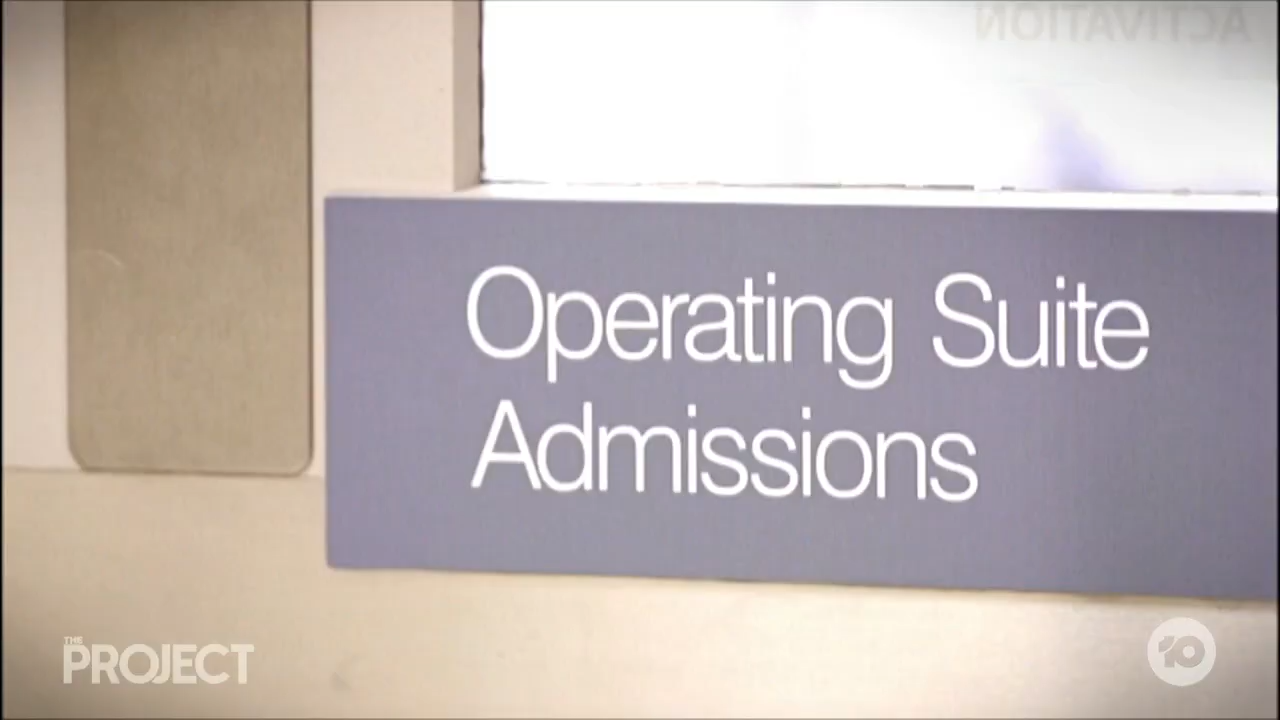 ACTIVATION
Operating Suite
Admissions
THE
PROJECT
10